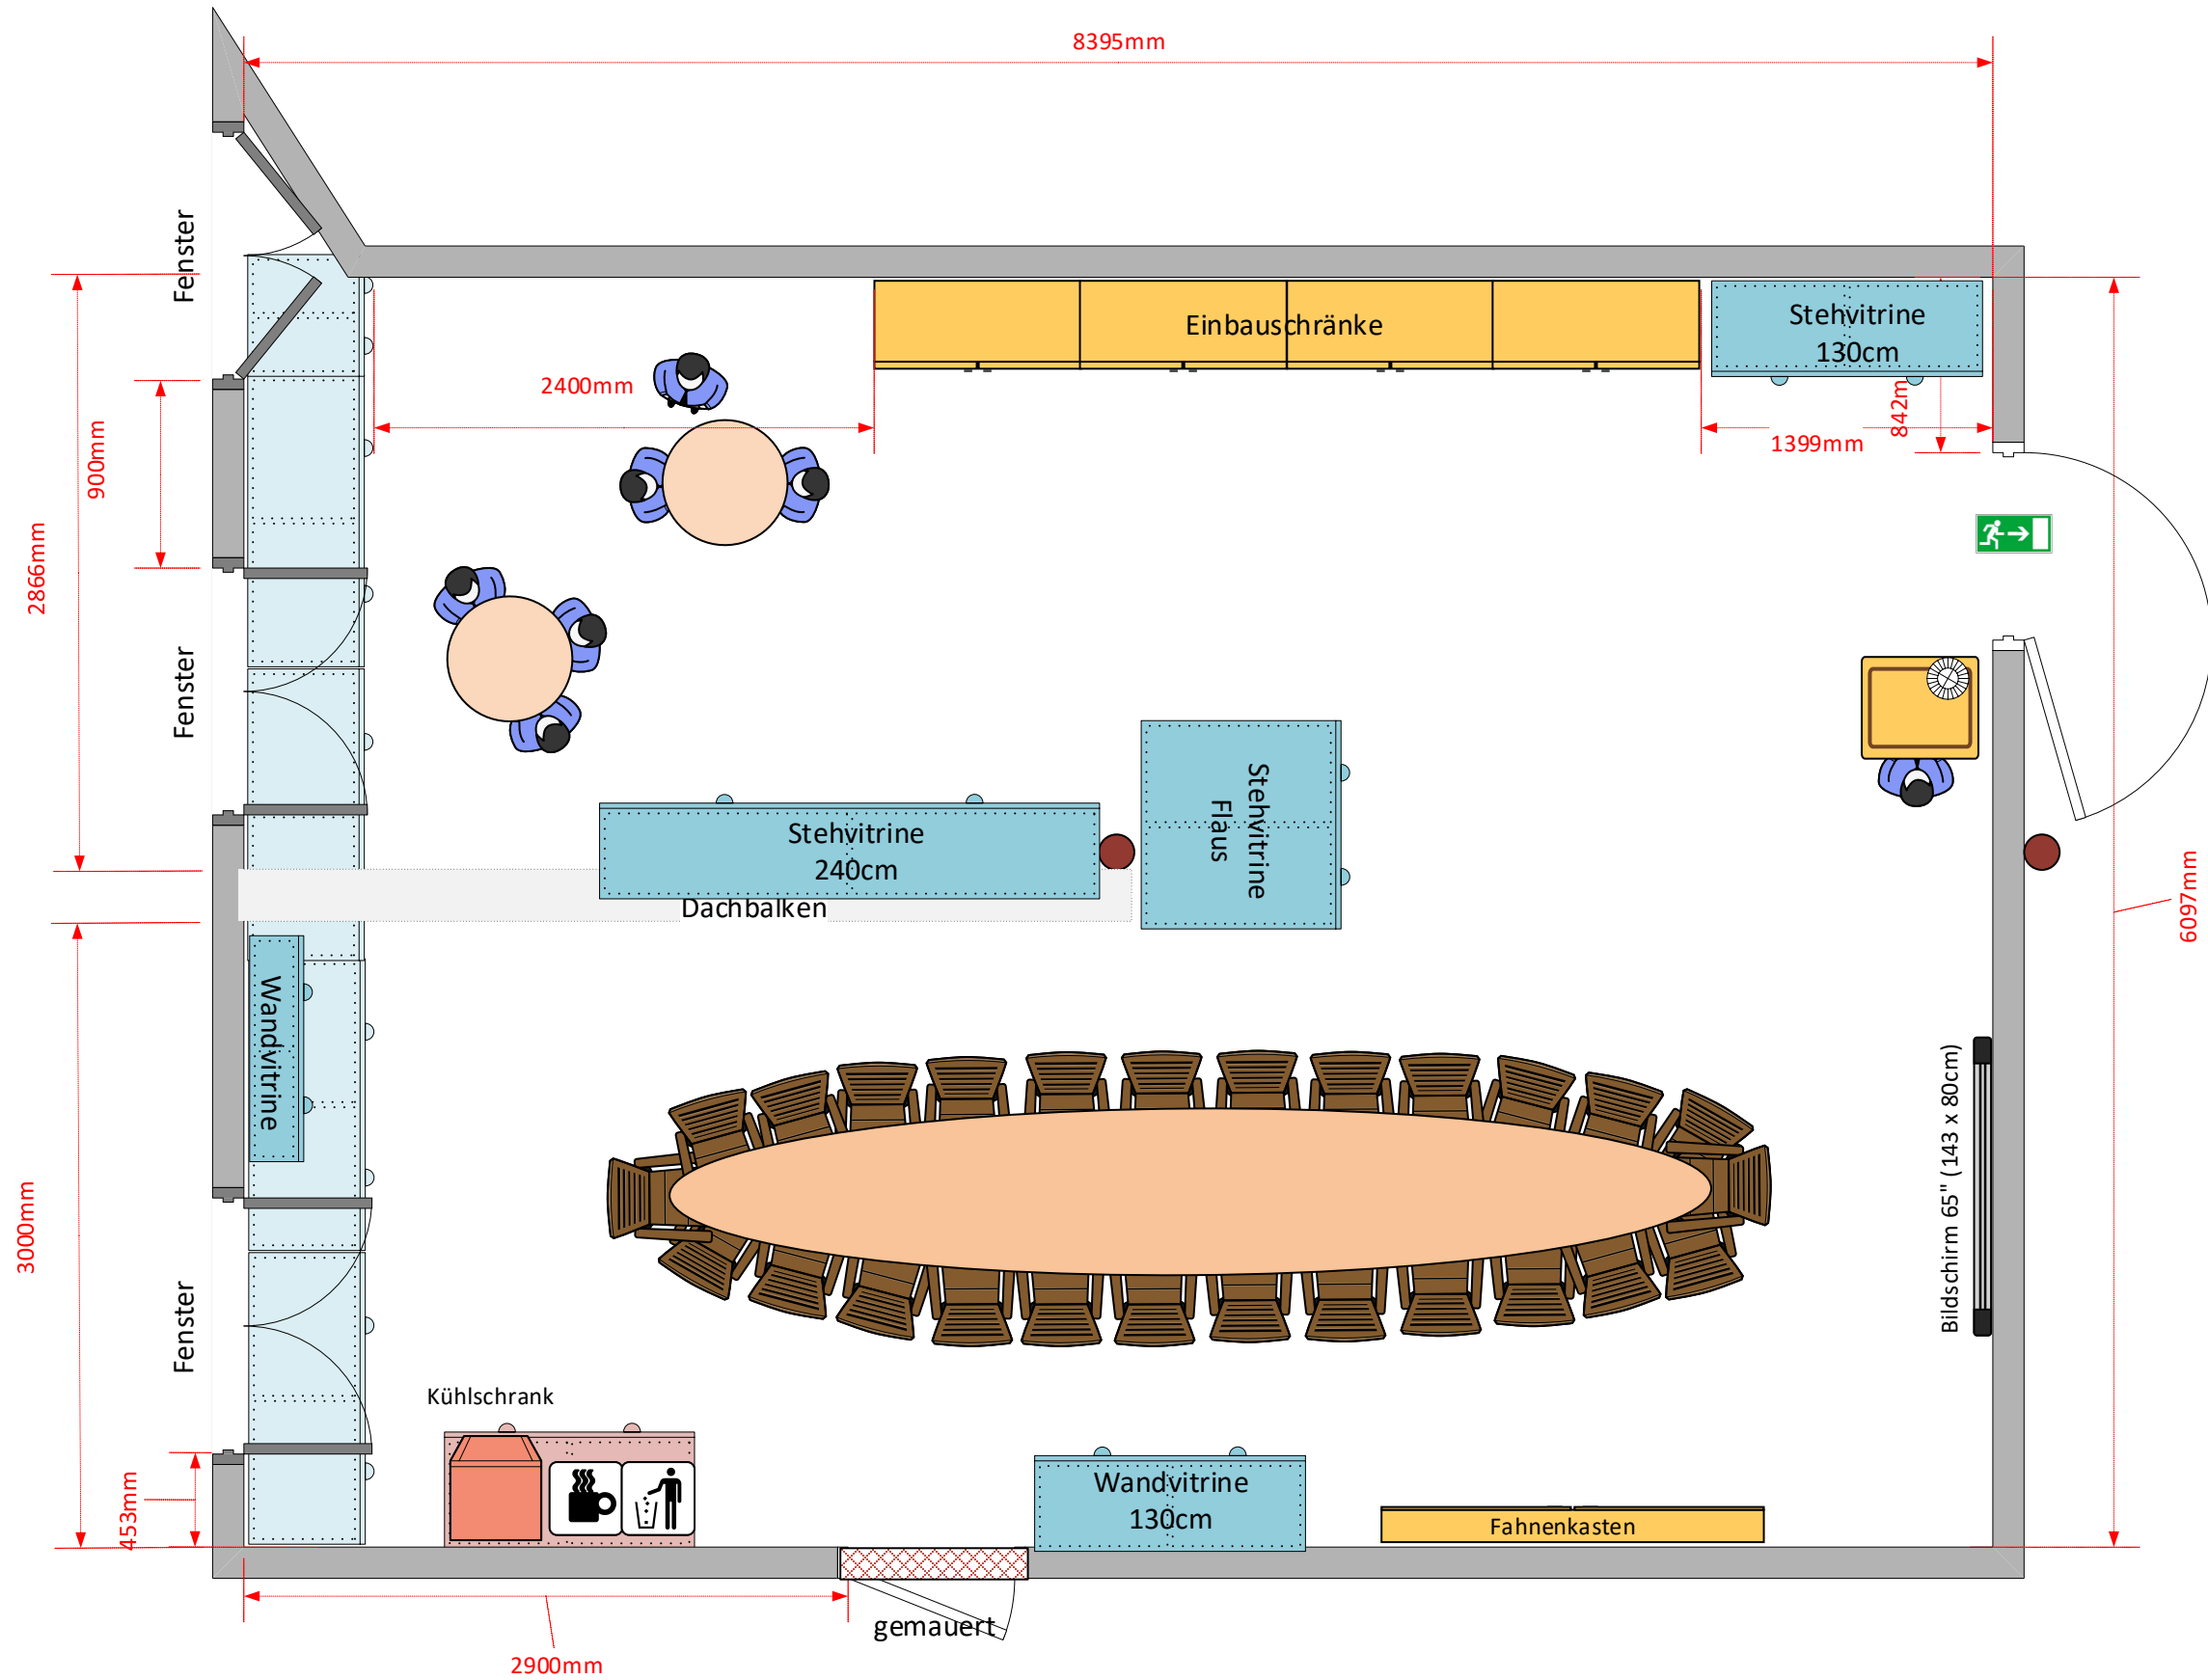 8395mm
Fenster
Einbauschränke
Stehvitrine
130cm
2400mm
842m
1399mm
900mm
2866mm
Fenster
Stehvitrine
Flaus
Stehvitrine
240cm
Dachbalken
6097mm
Wandvitrine
Bildschirm 65" (143 x 80cm)
3000mm
Fenster
Kühlschrank
Wandvitrine
130cm
453mm
Fahnenkasten
gemauert
2900mm